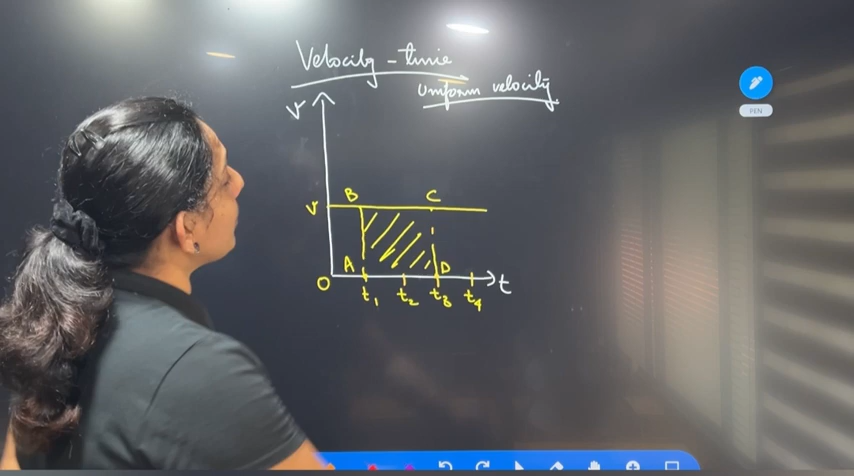 Velocity - time
Uniform velocity
PEN
v
B C
v
A D
O t
t₁ t₂ t₃ t₄